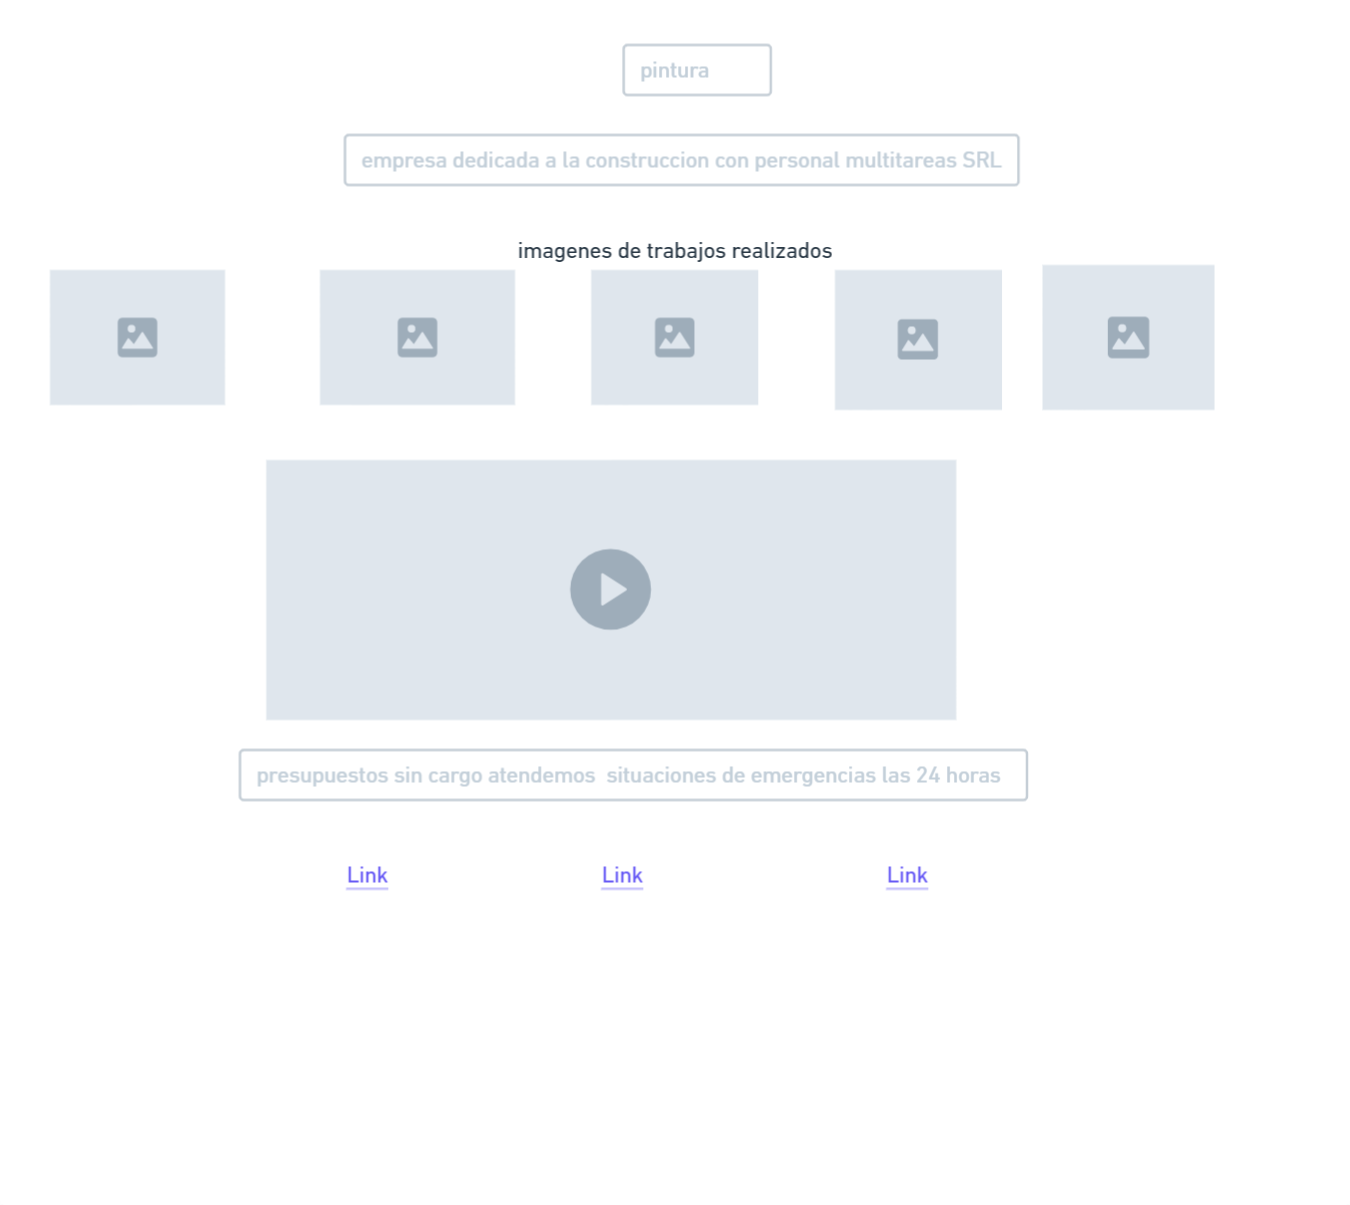 pintura
empresa dedicada a la construccion con personal multitareas SRL
imagenes de trabajos realizados
presupuestos sin cargo atendemos  situaciones de emergencias las 24 horas
Link Link Link